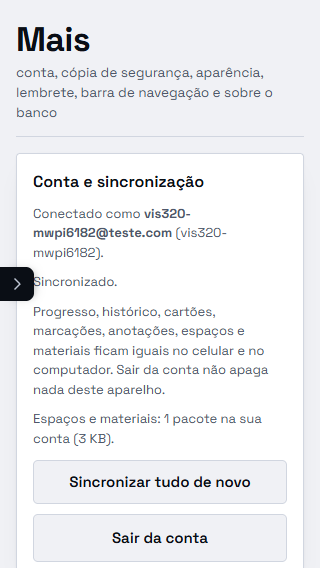 Mais
conta, cópia de segurança, aparência,
lembrete, barra de navegação e sobre o
banco
Conta e sincronização
Conectado como vis320-
mwpi6182@teste.com (vis320-
mwpi6182).
Sincronizado.
Progresso, histórico, cartões,
marcações, anotações, espaços e
materiais ficam iguais no celular e no
computador. Sair da conta não apaga
nada deste aparelho.
Espaços e materiais: 1 pacote na sua
conta (3 KB).
Sincronizar tudo de novo
Sair da conta